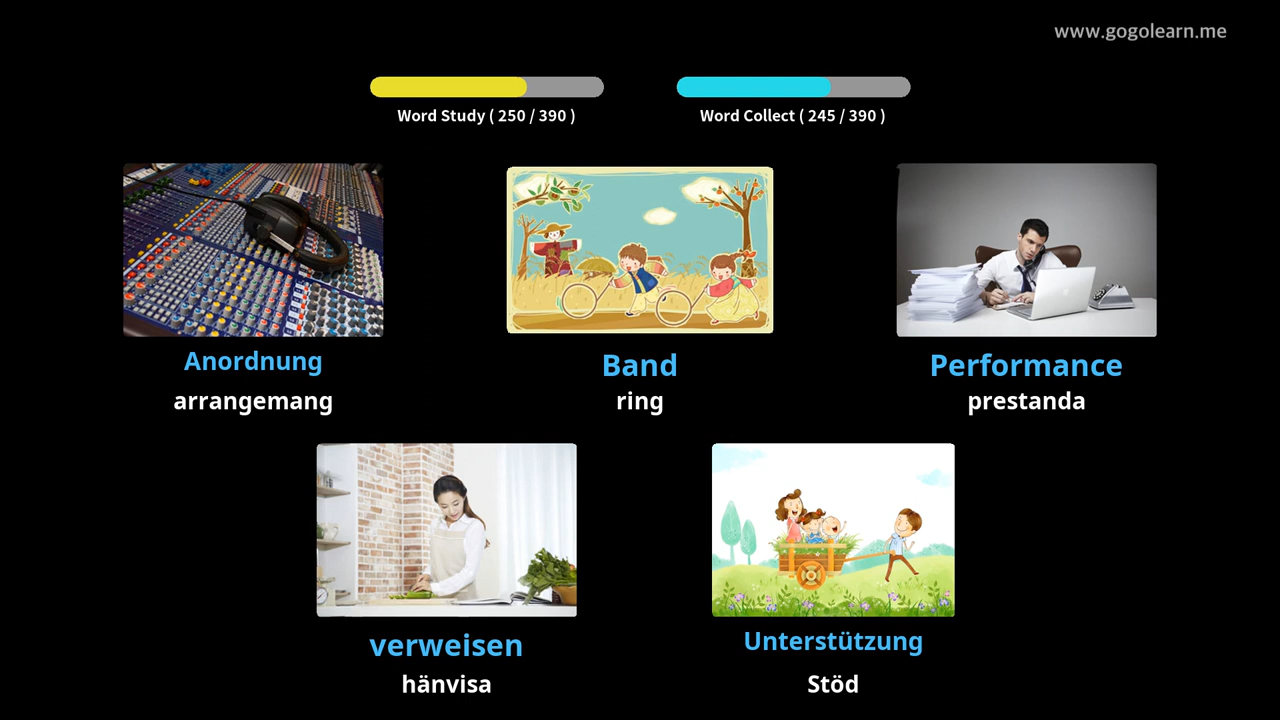 www.gogolearn.me
Word Study ( 250 / 390 )
Word Collect ( 245 / 390 )
Anordnung
arrangemang
Band
ring
Performance
prestanda
verweisen
hänvisa
Unterstützung
Stöd